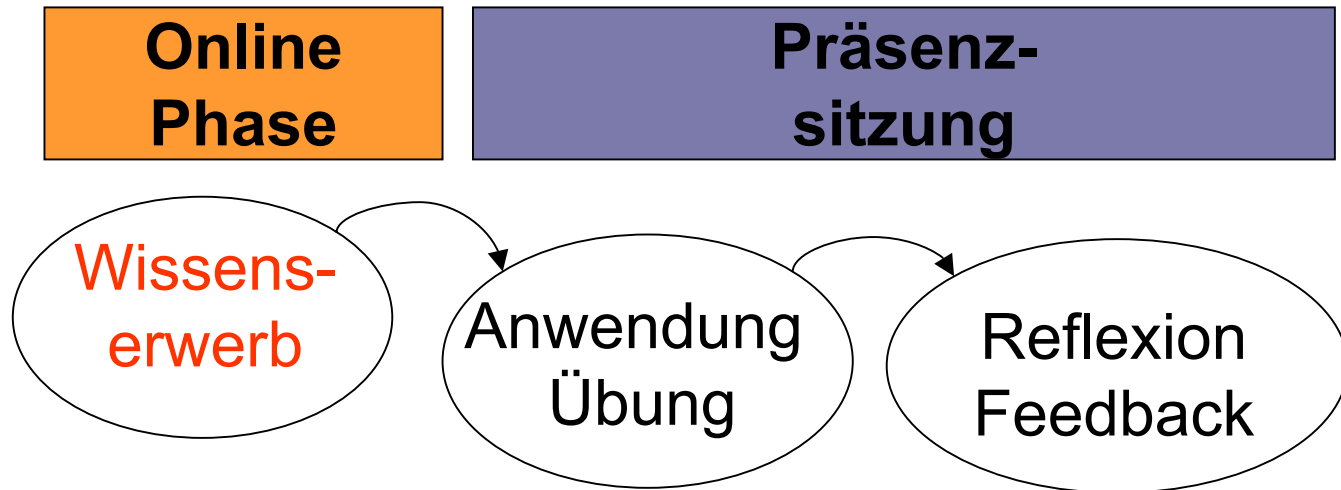 Online
Phase
Präsenz-
sitzung
Wissens-
erwerb
Anwendung
Übung
Reflexion
Feedback